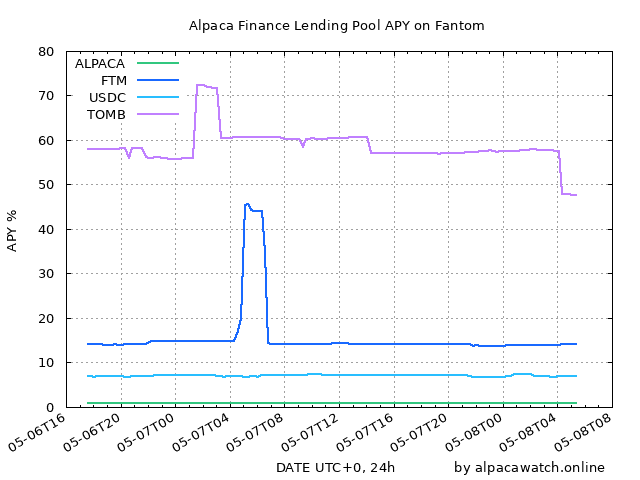 Alpaca Finance Lending Pool APY on Fantom
ALPACA
FTM
USDC
TOMB
APY %
80
70
60
50
40
30
20
10
0
05-06T16
05-06T20
05-07T00
05-07T04
05-07T08
05-07T12
05-07T16
05-07T20
05-08T00
05-08T04
05-08T08
DATE UTC+0, 24h
by alpacawatch.online